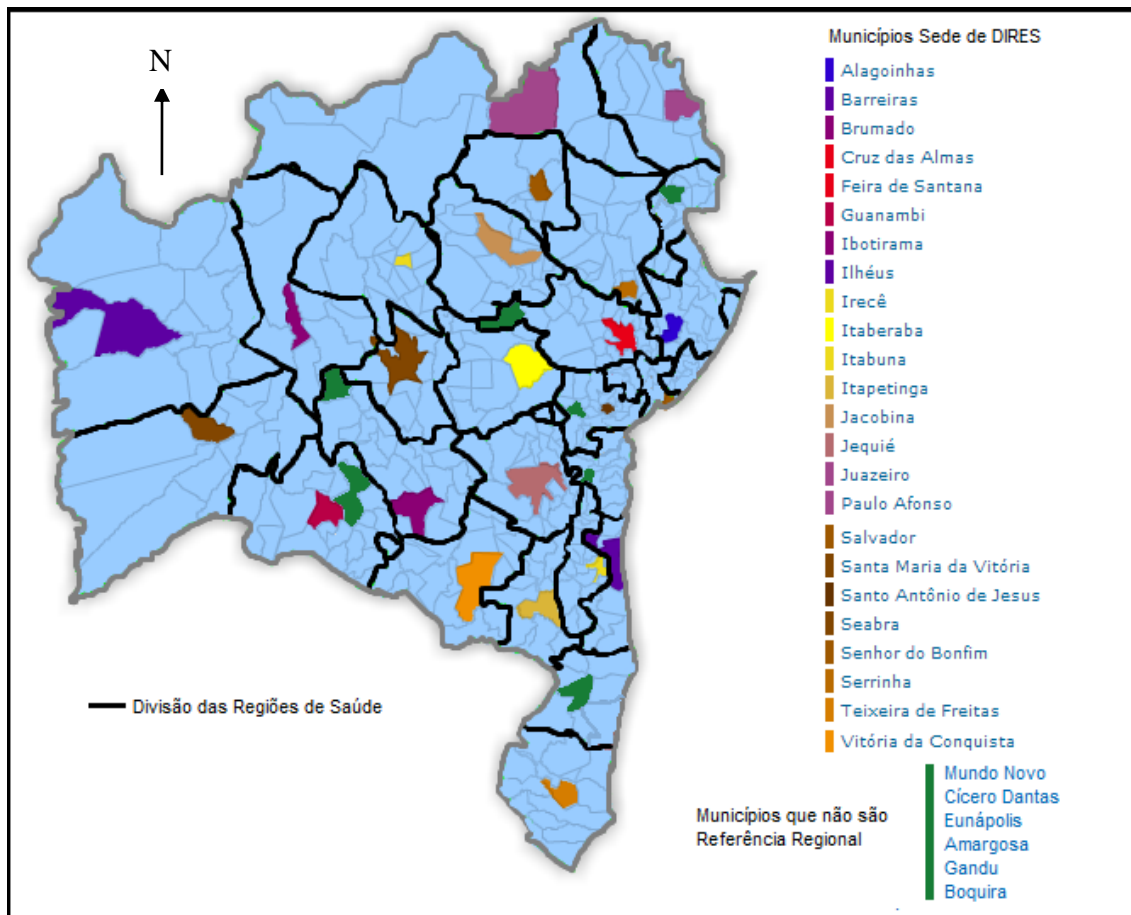 N
Municípios Sede de DIRES
Alagoinhas
Barreiras
Brumado
Cruz das Almas
Feira de Santana
Guanambi
Ibotirama
Ilhéus
Irecê
Itaberaba
Itabuna
Itapetinga
Jacobina
Jequié
Juazeiro
Paulo Afonso
Salvador
Santa Maria da Vitória
Santo Antônio de Jesus
Seabra
Senhor do Bonfim
Serrinha
Teixeira de Freitas
Vitória da Conquista
Divisão das Regiões de Saúde
Municípios que não são
Referência Regional
Mundo Novo
Cícero Dantas
Eunápolis
Amargosa
Gandu
Boquira